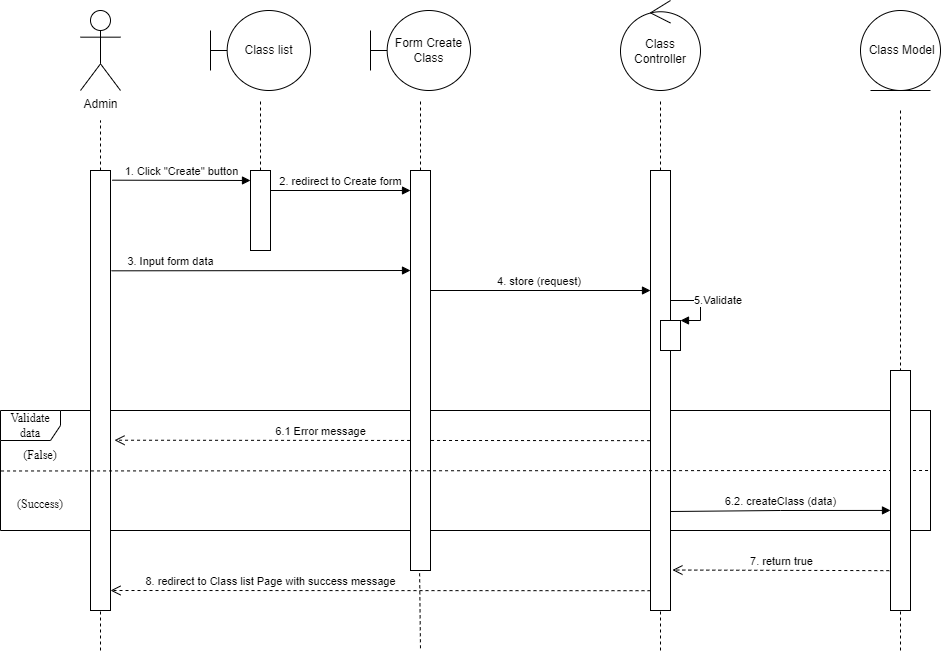 Class list
Form Create
Class
Class
Controller
Class Model
Admin
1. Click "Create" button
2. redirect to Create form
3. Input form data
4. store (request)
5.Validate
Validate
data
6.1 Error message
(False)
(Success)
6.2. createClass (data)
7. return true
8. redirect to Class list Page with success message